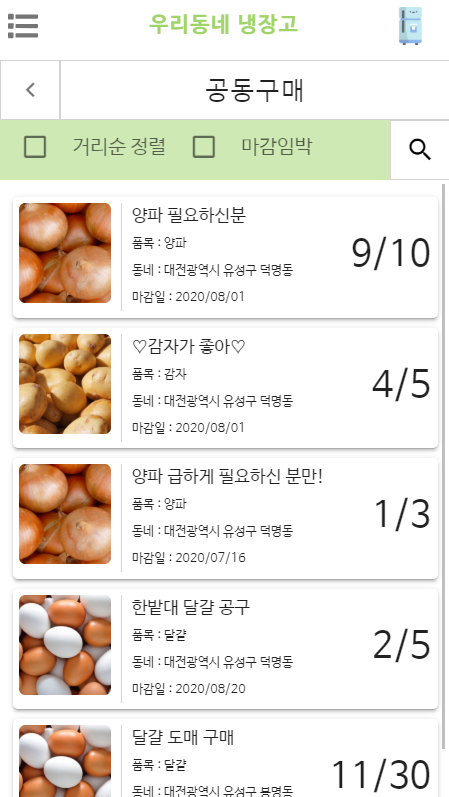 우리동네 냉장고
공동구매
거리순 정렬 마감임박
양파 필요하신분
품목 : 양파
동네 : 대전광역시 유성구 덕명동
마감일 : 2020/08/01
9/10
♡감자가 좋아♡
품목 : 감자
동네 : 대전광역시 유성구 덕명동
마감일 : 2020/08/01
4/5
양파 급하게 필요하신 분만!
품목 : 양파
동네 : 대전광역시 유성구 덕명동
마감일 : 2020/07/16
1/3
한밭대 달걀 공구
품목 : 달걀
동네 : 대전광역시 유성구 덕명동
마감일 : 2020/08/20
2/5
달걀 도매 구매
품목 : 달걀
동네 : 대전광역시 유성구 봉명동
11/30